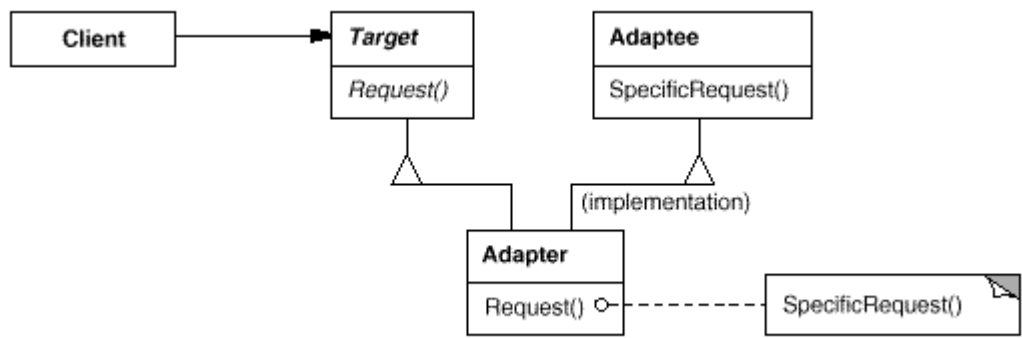 Client
Target
Request()
Adaptee
SpecificRequest()
(implementation)
Adapter
Request()
SpecificRequest()